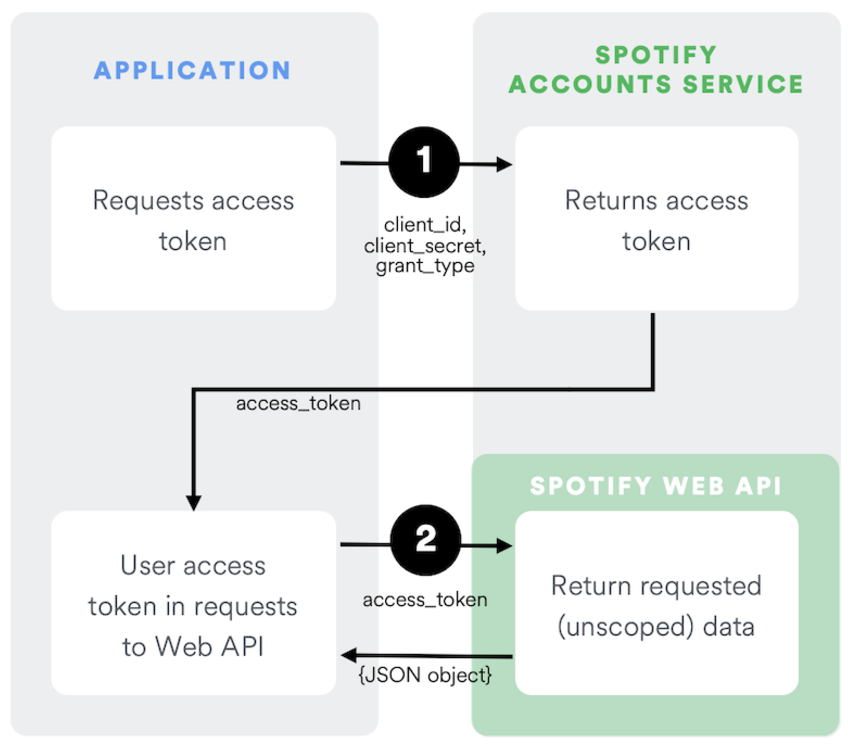 APPLICATION
SPOTIFY
ACCOUNTS SERVICE
Requests access
token
1
client_id,
client_secret,
grant_type
Returns access
token
access_token
SPOTIFY WEB API
User access
token in requests
to Web API
2
access_token
{JSON object}
Return requested
(unscoped) data